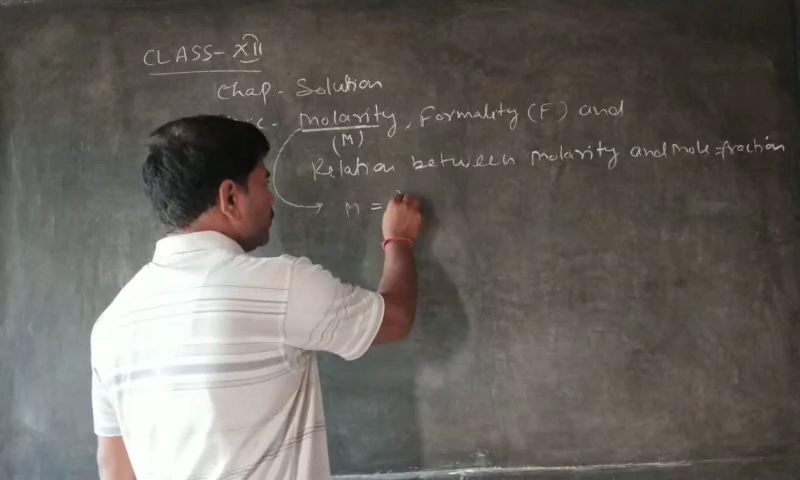 CLASS-XII
Chap- Solution
molarity, Formality (F) and
(M)
Relation between molarity and mole-fraction
M =